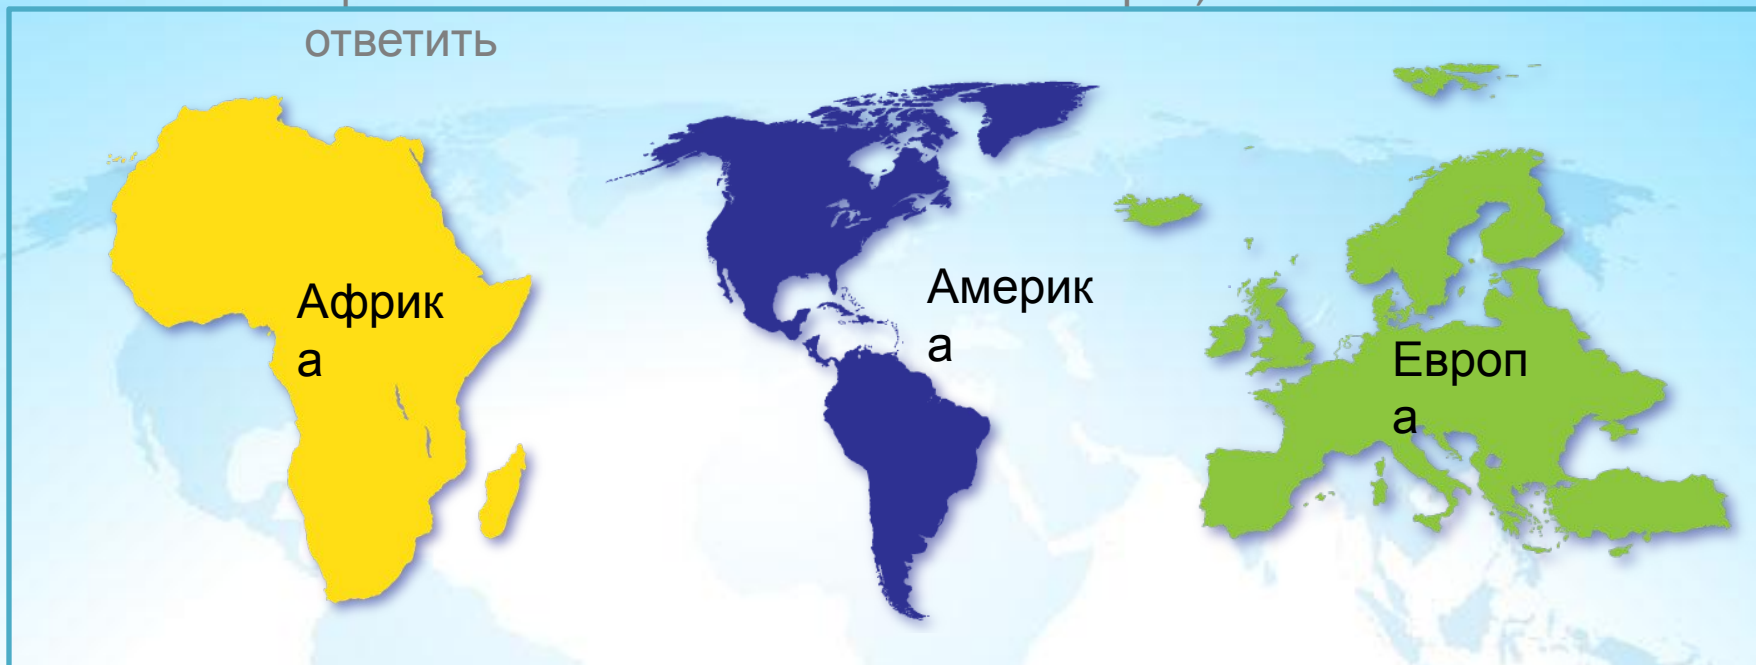 ответить
Африк
а
Америк
а
Европ
а